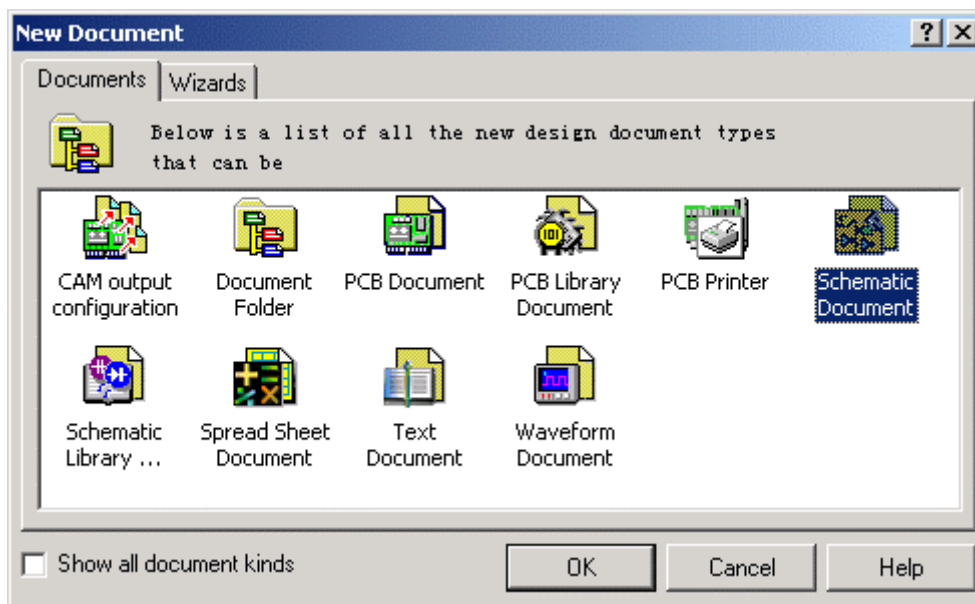 New Document
Documents
Wizards
Below is a list of all the new design document types
that can be
CAM output
configuration
Document
Folder
PCB Document
PCB Library
Document
PCB Printer
Schematic
Document
Schematic
Library ...
Spread Sheet
Document
Text
Document
Waveform
Document
Show all document kinds
OK
Cancel
Help